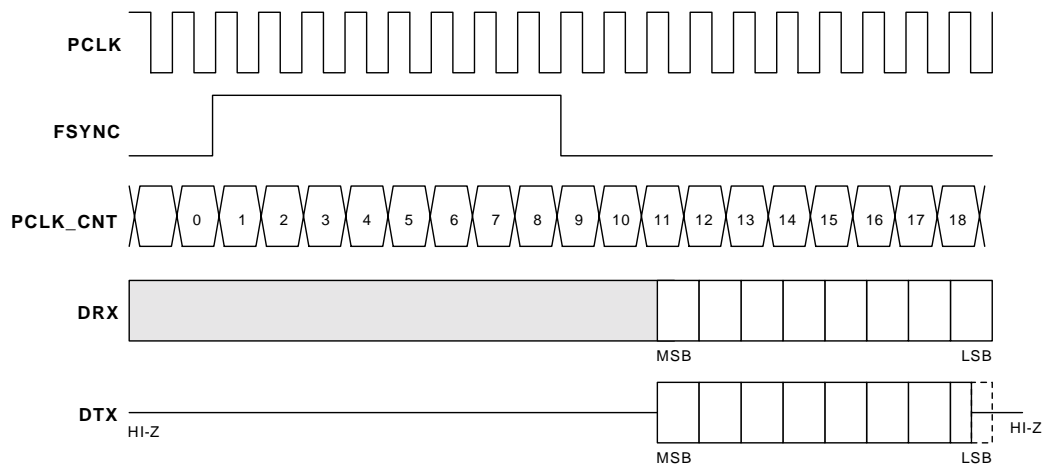 PCLK
FSYNC
PCLK_CNT 0 1 2 3 4 5 6 7 8 9 10 11 12 13 14 15 16 17 18
DRX
MSB LSB
DTX
HI-Z HI-Z
MSB LSB